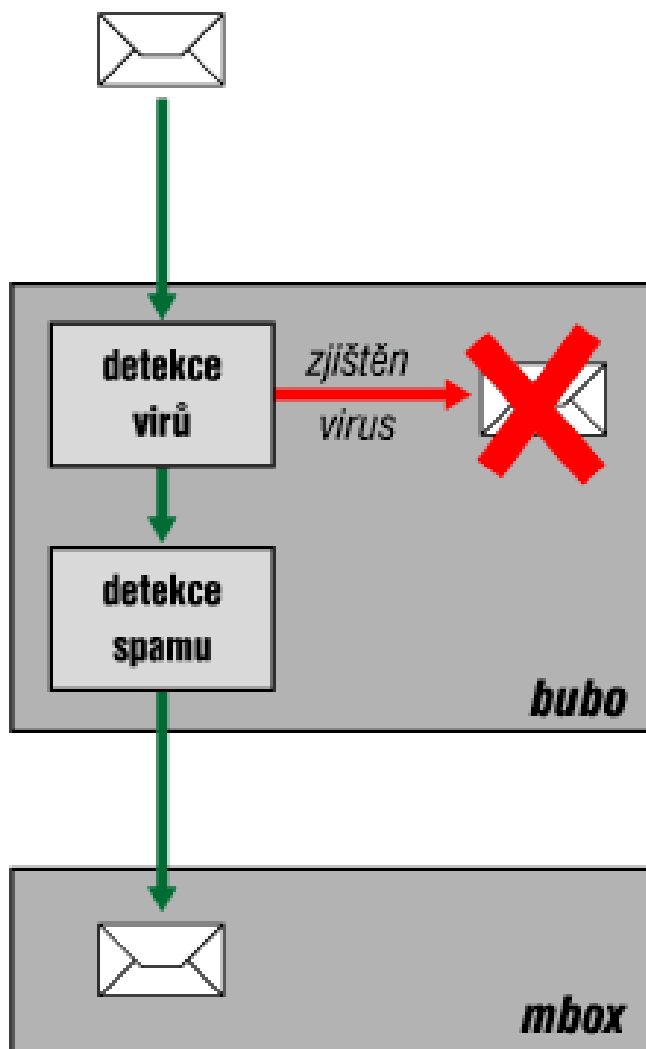 detekce
virů
zjištěn
virus
detekce
spamu
bubo
mbox